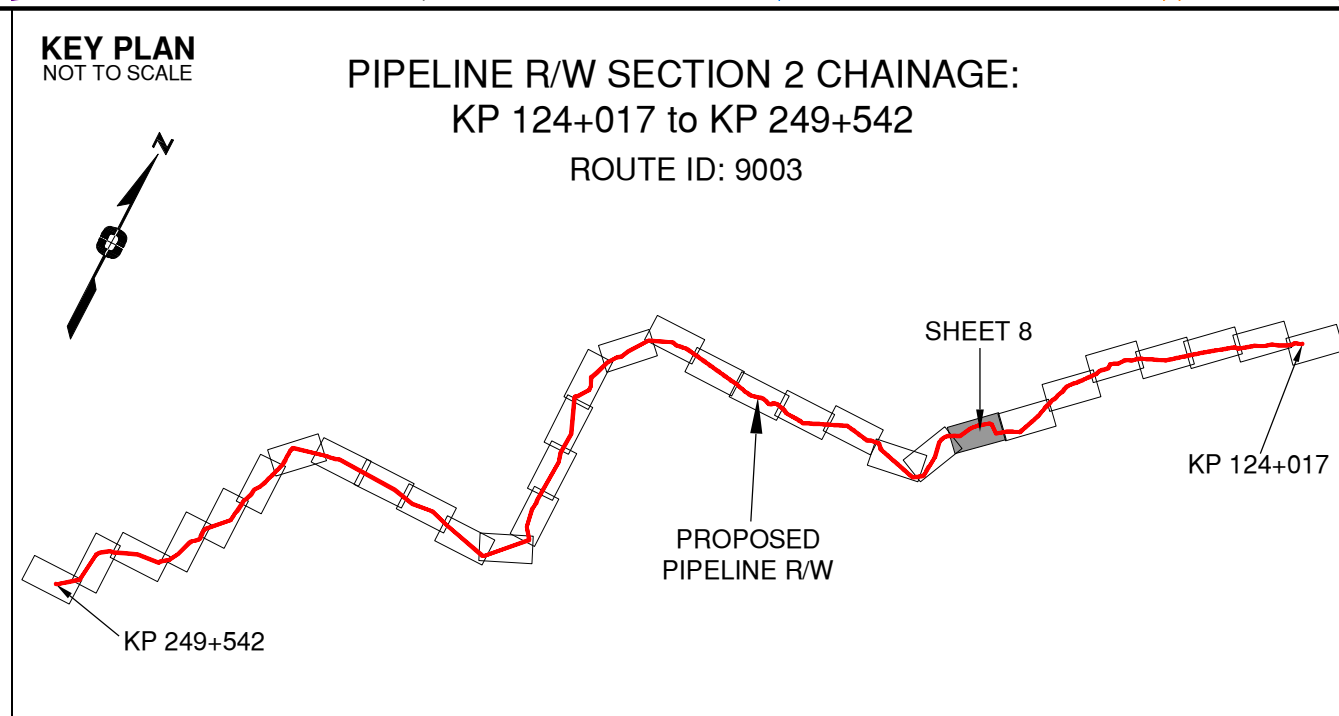 KEY PLAN
NOT TO SCALE
PIPELINE R/W SECTION 2 CHAINAGE:
KP 124+017 to KP 249+542
ROUTE ID: 9003
N
SHEET 8
KP 124+017
PROPOSED
PIPELINE R/W
KP 249+542